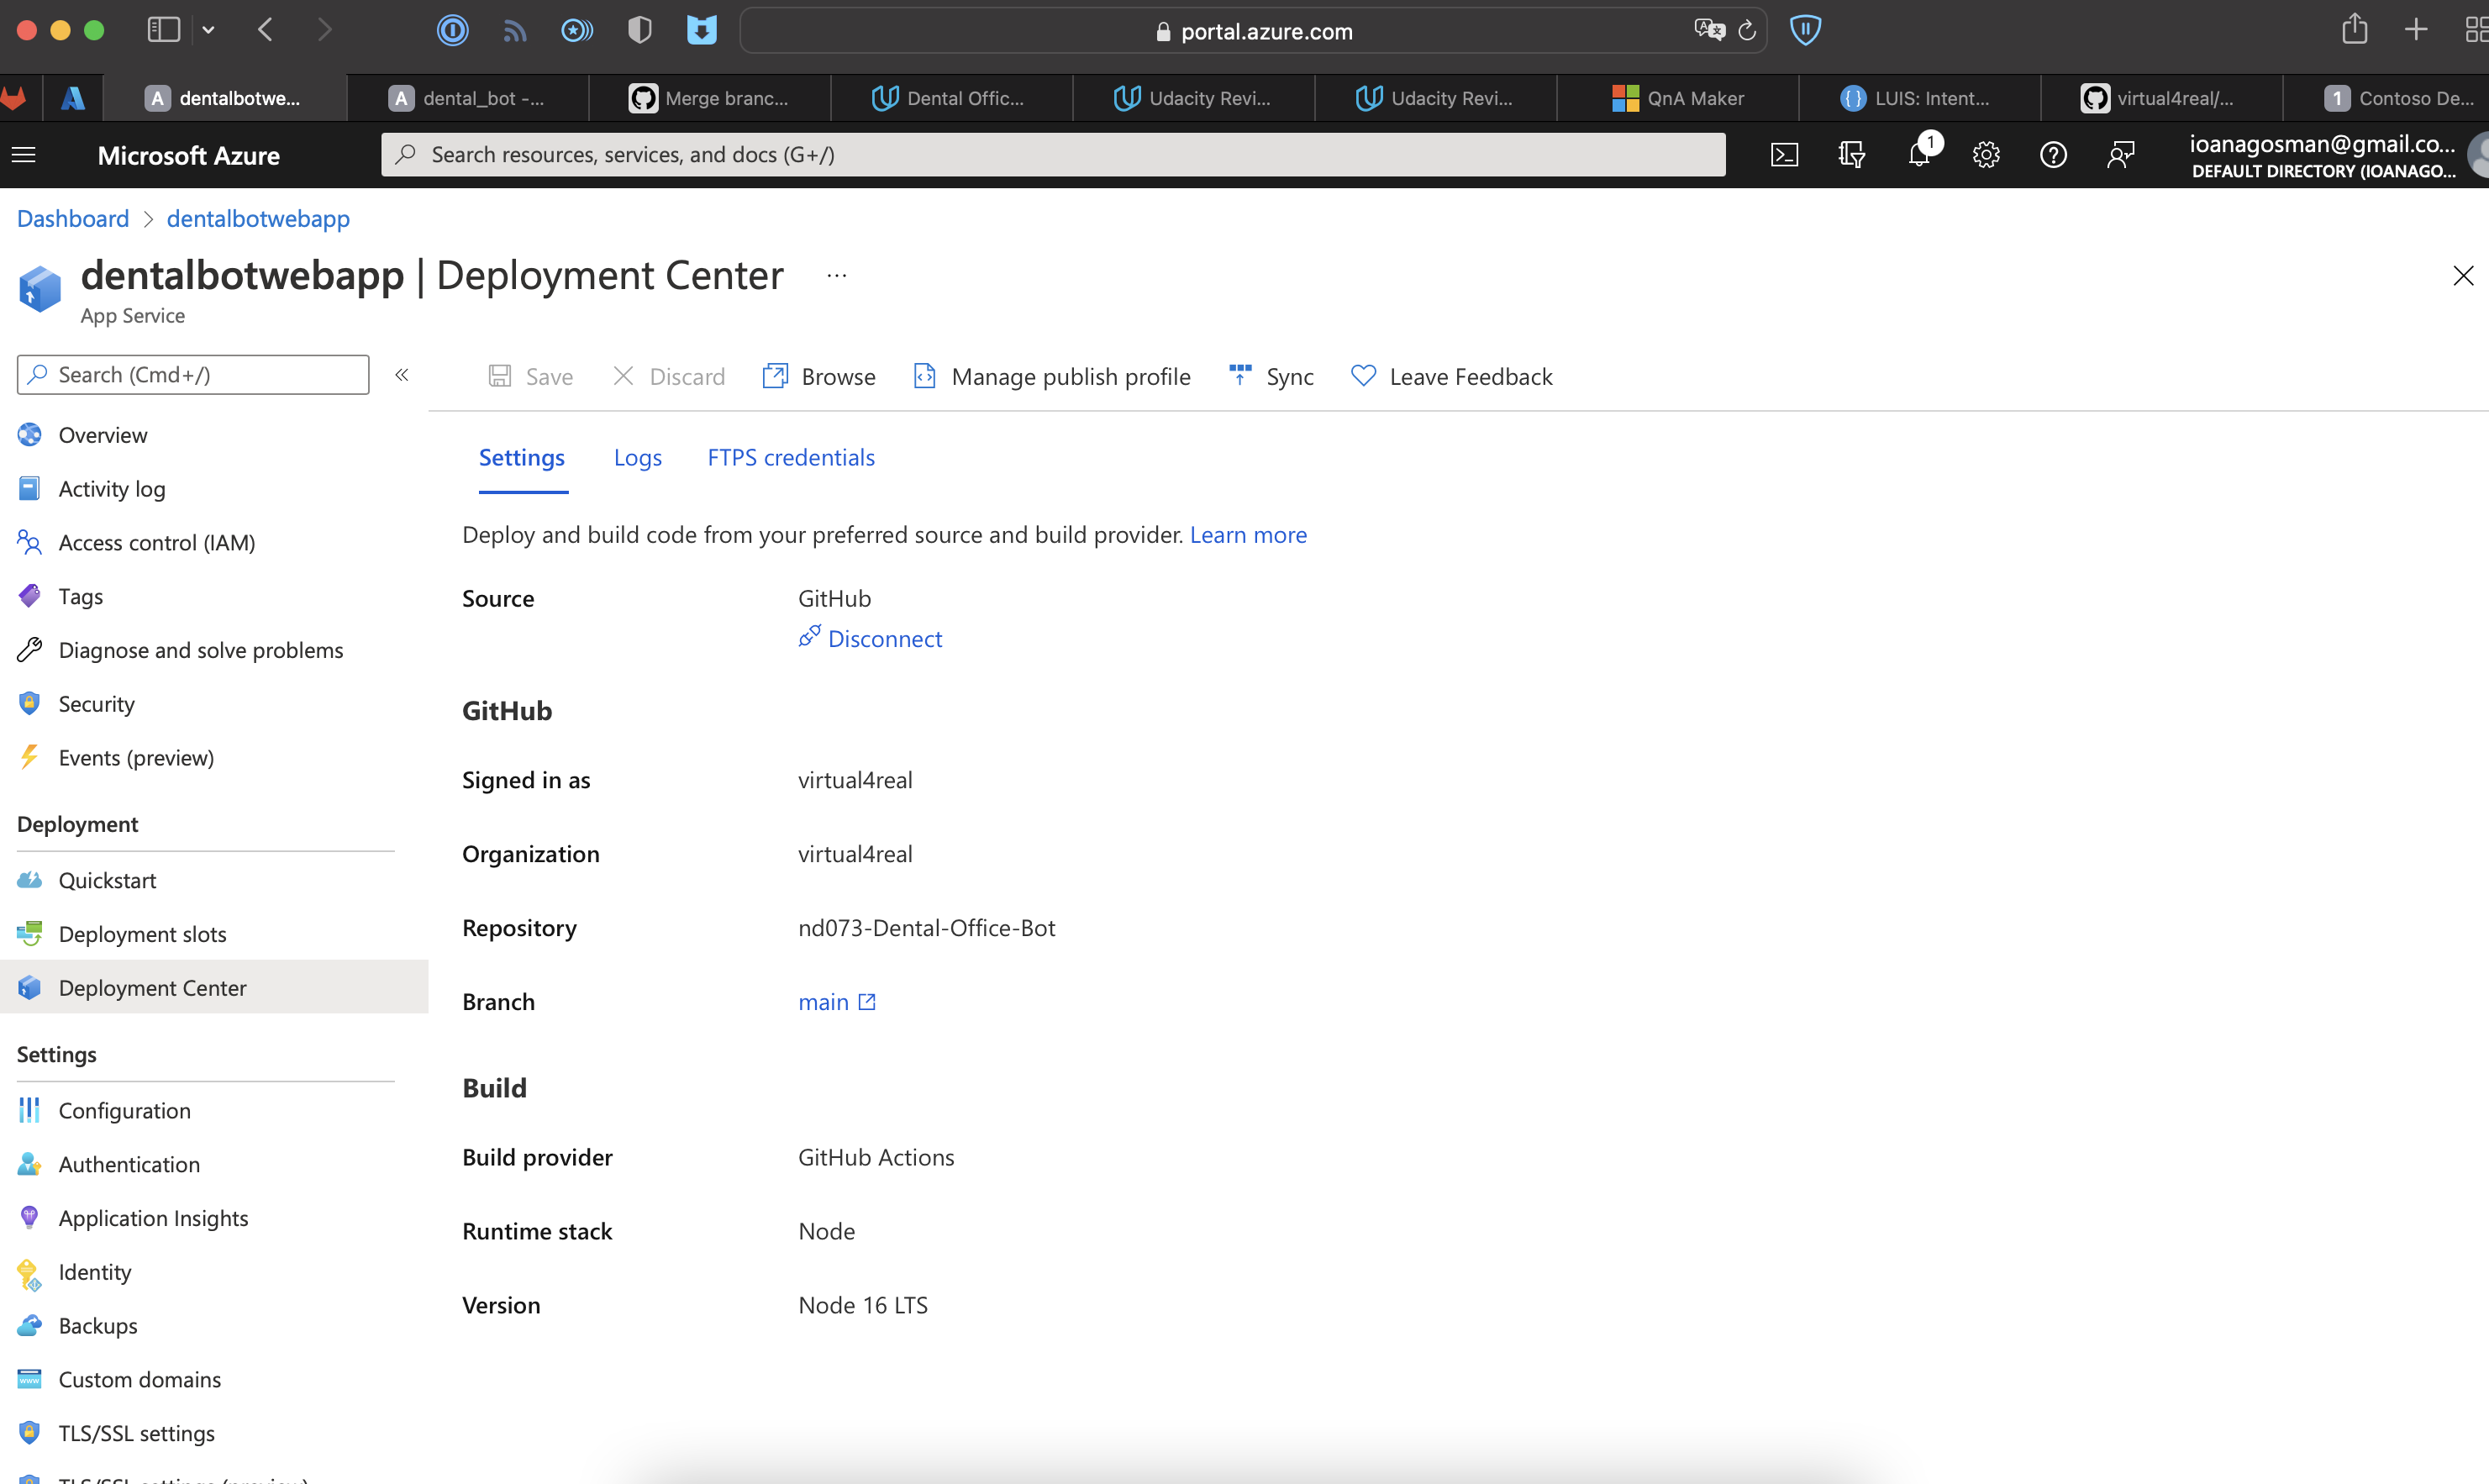 portal.azure.com
A dentalbotwe...
A dental_bot -...
Merge branc...
Dental Offic...
Udacity Revi...
Udacity Revi...
QnA Maker
LUIS: Intent...
virtual4real/...
1 Contoso De...
Microsoft Azure
Search resources, services, and docs (G+/)
1
ioanagosman@gmail.co...
DEFAULT DIRECTORY (IOANAGO...
Dashboard > dentalbotwebapp
dentalbotwebapp | Deployment Center ...
App Service
Search (Cmd+/)
«
Save
Discard
Browse
Manage publish profile
Sync
Leave Feedback
Overview
Activity log
Access control (IAM)
Tags
Diagnose and solve problems
Security
Events (preview)
Deployment
Quickstart
Deployment slots
Deployment Center
Settings
Configuration
Authentication
Application Insights
Identity
Backups
Custom domains
TLS/SSL settings
TLS/SSL settings (preview)
Settings
Logs
FTPS credentials
Deploy and build code from your preferred source and build provider. Learn more
Source
GitHub
Disconnect
GitHub
Signed in as
virtual4real
Organization
virtual4real
Repository
nd073-Dental-Office-Bot
Branch
main
Build
Build provider
GitHub Actions
Runtime stack
Node
Version
Node 16 LTS